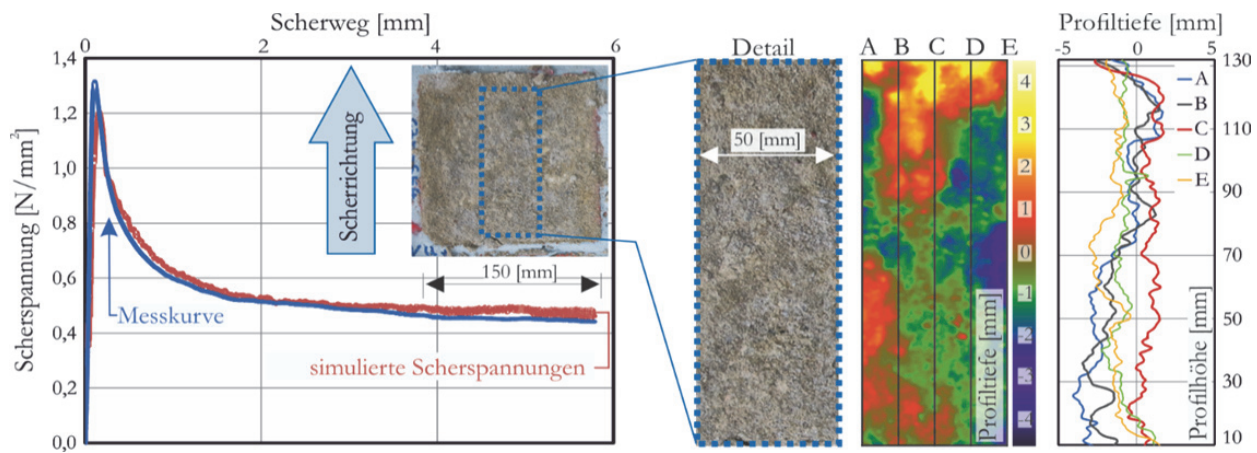 Scherweg [mm]
0 2 4 6
Scherspannung [N/mm²]
1,4
1,2
1,0
0,8
0,6
0,4
0,2
0,0
Scherrichtung
150 [mm]
Messkurve
simulierte Scherspannungen
Detail
50 [mm]
A B C D E
4
3
2
1
0
-1
Profiltiefe [mm]
Profiltiefe [mm]
-5 0 5
A
B
C
D
E
130
110
90
70
50
30
10
Profilhöhe [mm]